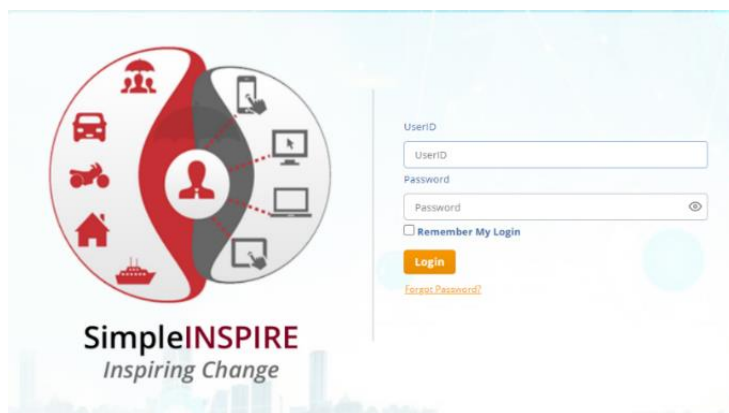 UserID
UserID
Password
Password
Remember My Login
Login
Forgot Password?
SimpleINSPIRE
Inspiring Change